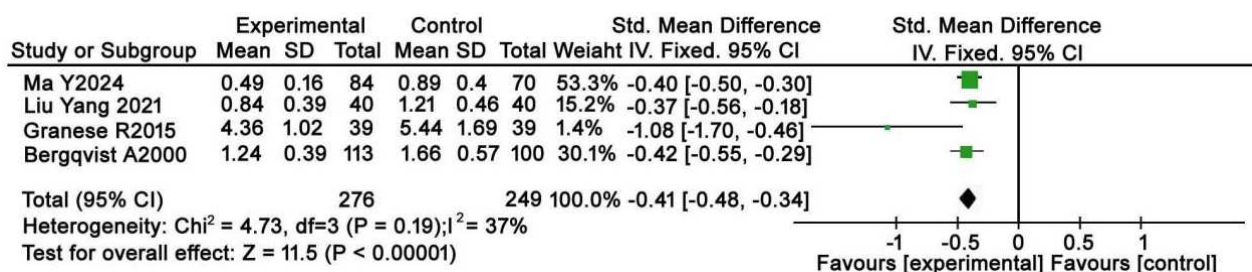 Experimental Control Std. Mean Difference Std. Mean Difference
Study or Subgroup Mean SD Total Mean SD Total Weiaht IV. Fixed. 95% CI IV. Fixed. 95% CI
Ma Y2024 0.49 0.16 84 0.89 0.4 70 53.3% -0.40 [-0.50, -0.30]
Liu Yang 2021 0.84 0.39 40 1.21 0.46 40 15.2% -0.37 [-0.56, -0.18]
Granese R2015 4.36 1.02 39 5.44 1.69 39 1.4% -1.08 [-1.70, -0.46]
Bergqvist A2000 1.24 0.39 113 1.66 0.57 100 30.1% -0.42 [-0.55, -0.29]
Total (95% CI) 276 249 100.0% -0.41 [-0.48, -0.34]
Heterogeneity: Chi² = 4.73, df=3 (P = 0.19);I² = 37%
Test for overall effect: Z = 11.5 (P < 0.00001)
-1 -0.5 0 0.5 1
Favours [experimental] Favours [control]